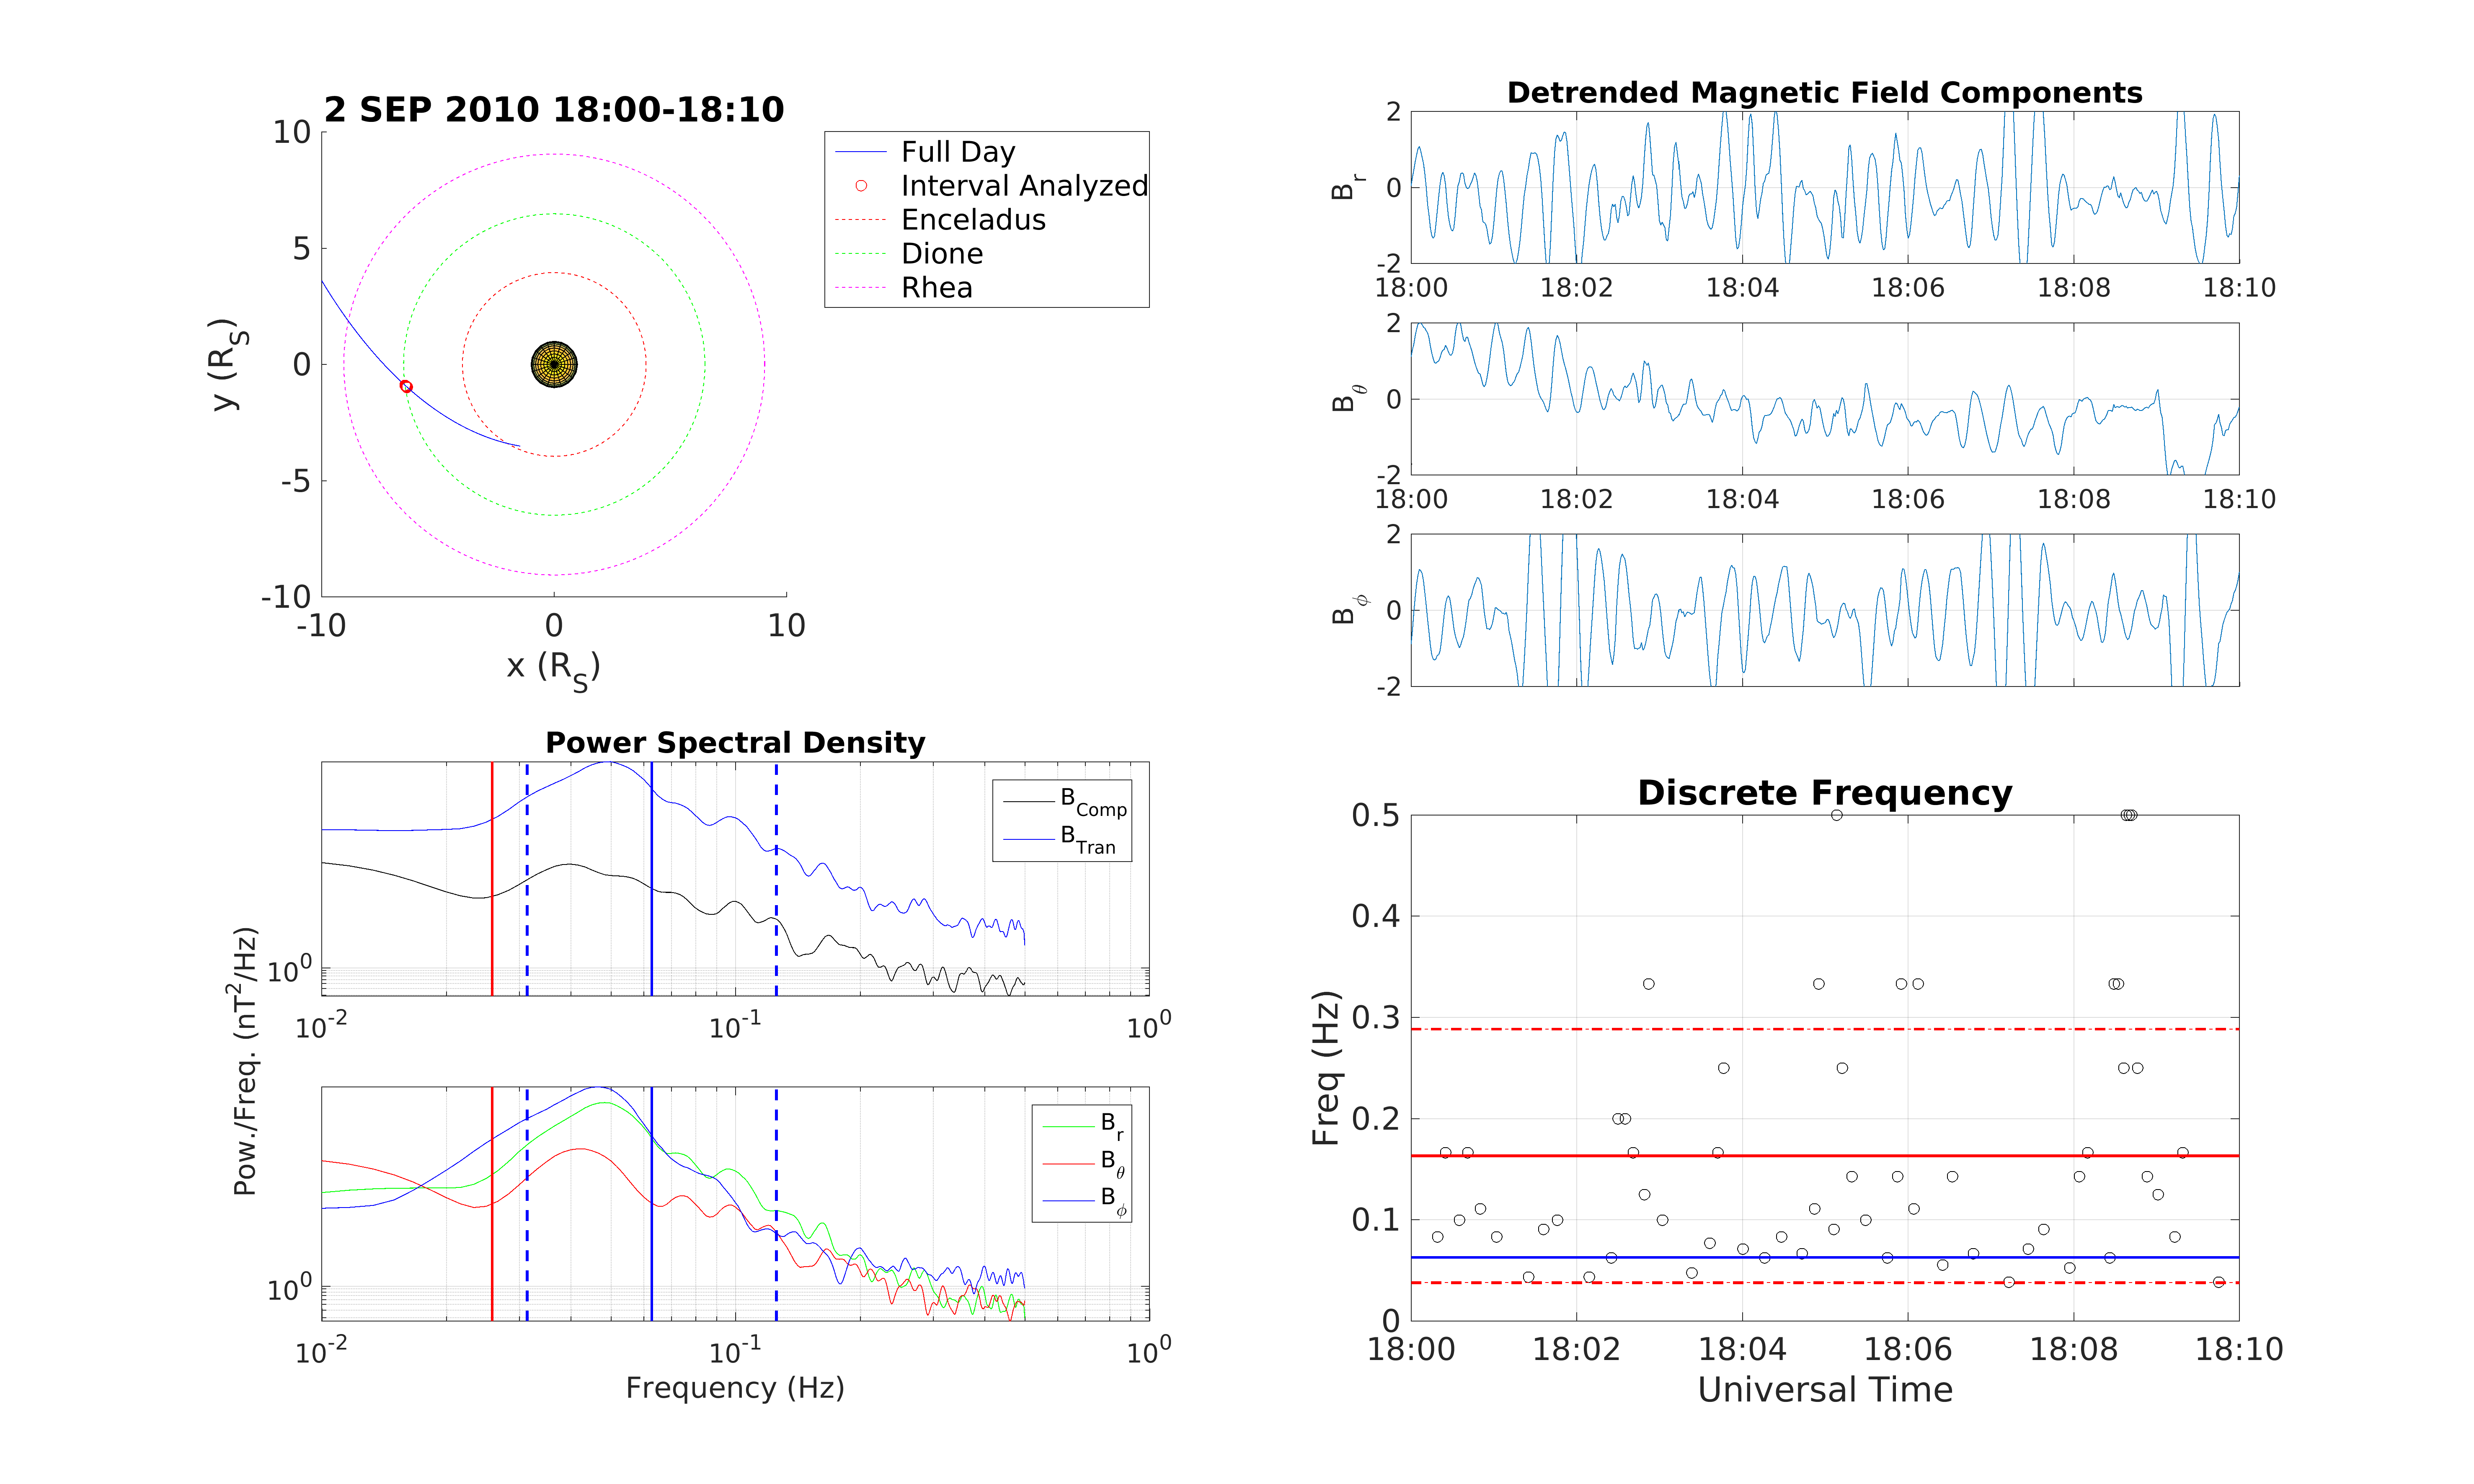 2 SEP 2010 18:00-18:10
10
5
0
-5
-10
-10 0 10
y (R_S)
x (R_S)
Full Day
Interval Analyzed
Enceladus
Dione
Rhea
Detrended Magnetic Field Components
B_r
2
0
-2
18:00 18:02 18:04 18:06 18:08 18:10
B_θ
2
0
-2
18:00 18:02 18:04 18:06 18:08 18:10
B_ϕ
2
0
-2
Power Spectral Density
Pow./Freq. (nT^2/Hz)
B_Comp
B_Tran
10^0
10^-2 10^-1 10^0
B_r
B_θ
B_ϕ
10^0
10^-2 10^-1 10^0
Frequency (Hz)
Discrete Frequency
Freq (Hz)
0.5
0.4
0.3
0.2
0.1
0
18:00 18:02 18:04 18:06 18:08 18:10
Universal Time